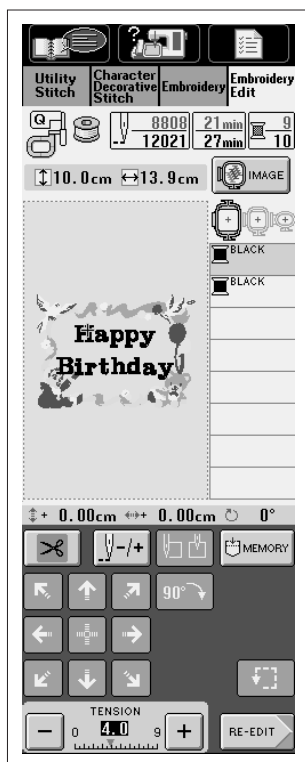 Utility Stitch
Character Decorative Stitch
Embroidery
Embroidery Edit
Q
8808 21min 9
12021 27min 10
10.0cm 13.9cm
IMAGE
BLACK
BLACK
Happy
Birthday
+ 0.00cm + 0.00cm 0°
-/+
MEMORY
90°
TENSION
- 0 4.0 9 +
RE-EDIT